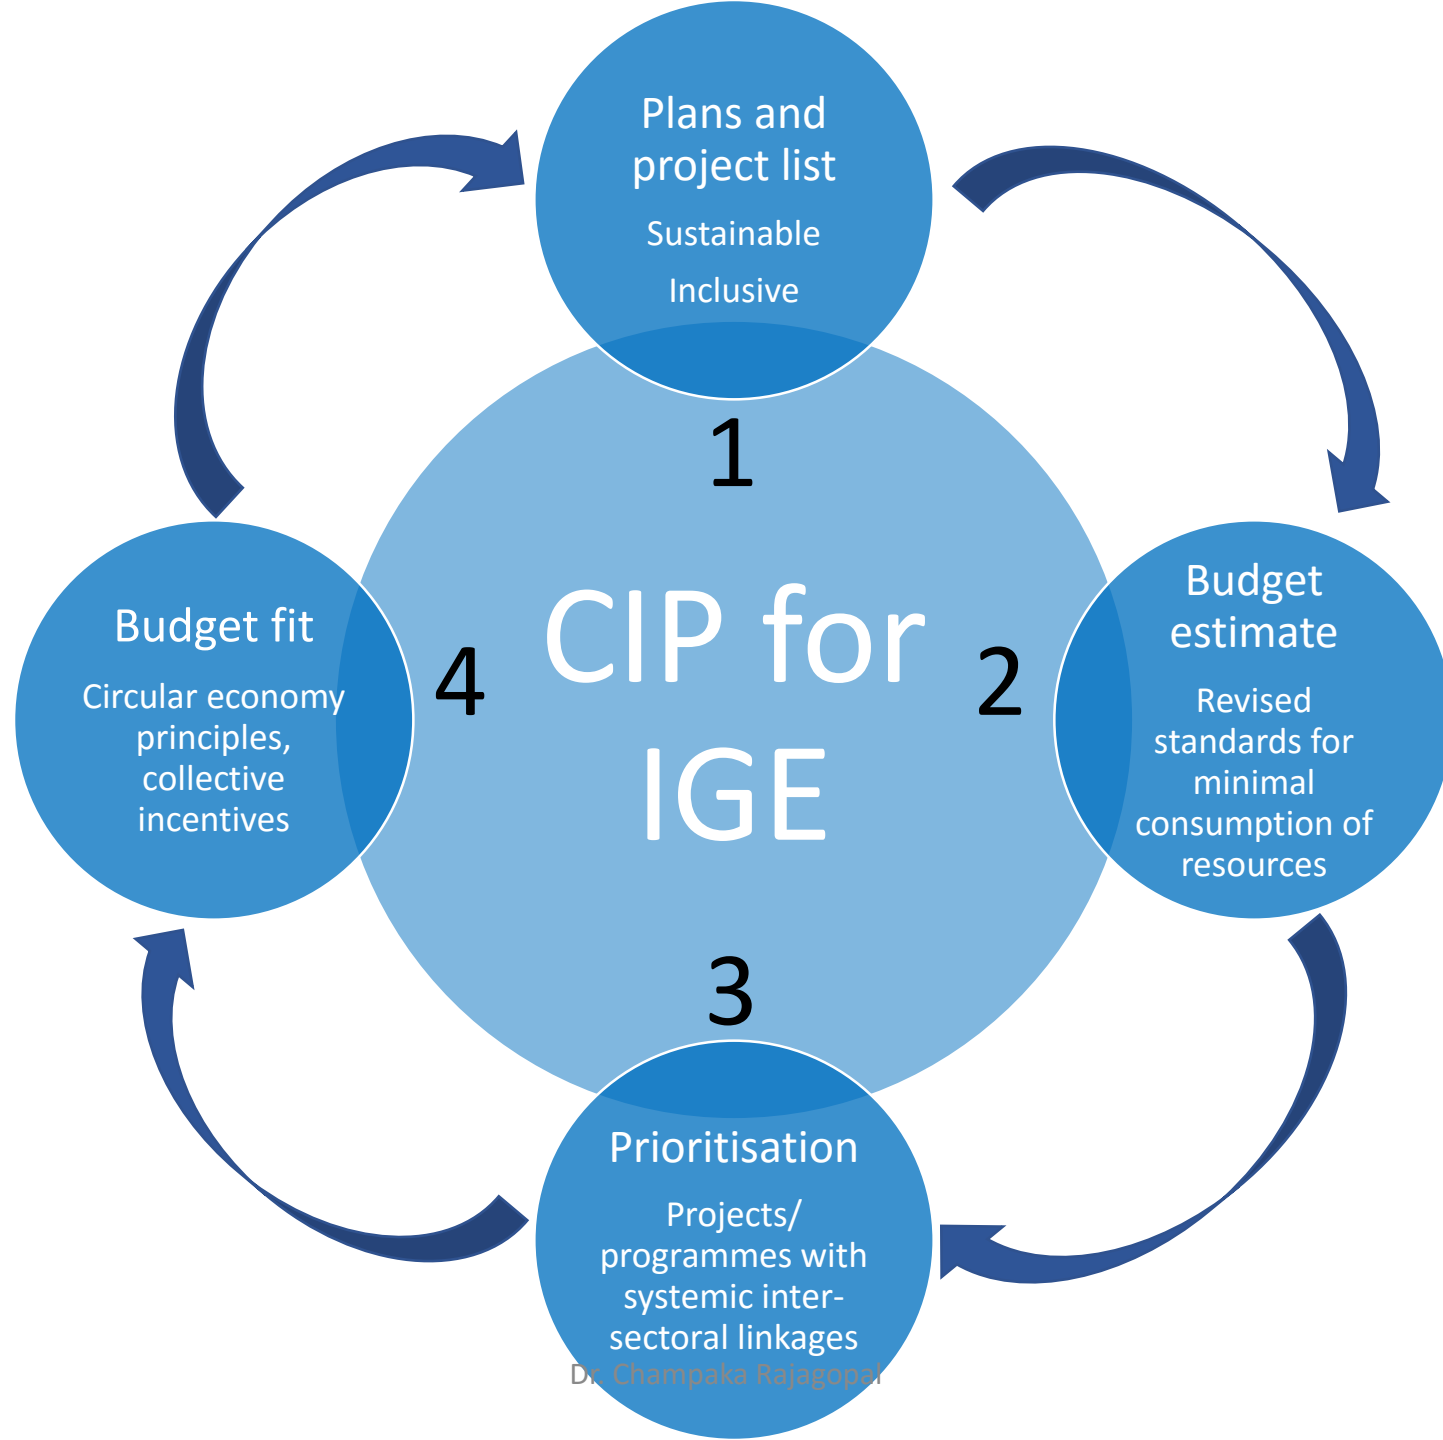 Plans and
project list
Sustainable
Inclusive
1
CIP for
IGE
2
Budget
estimate
Revised
standards for
minimal
consumption of
resources
3
Prioritisation
Projects/
programmes with
systemic inter-
sectoral linkages
Dr. Champaka Rajagopal
4
Budget fit
Circular economy
principles,
collective
incentives